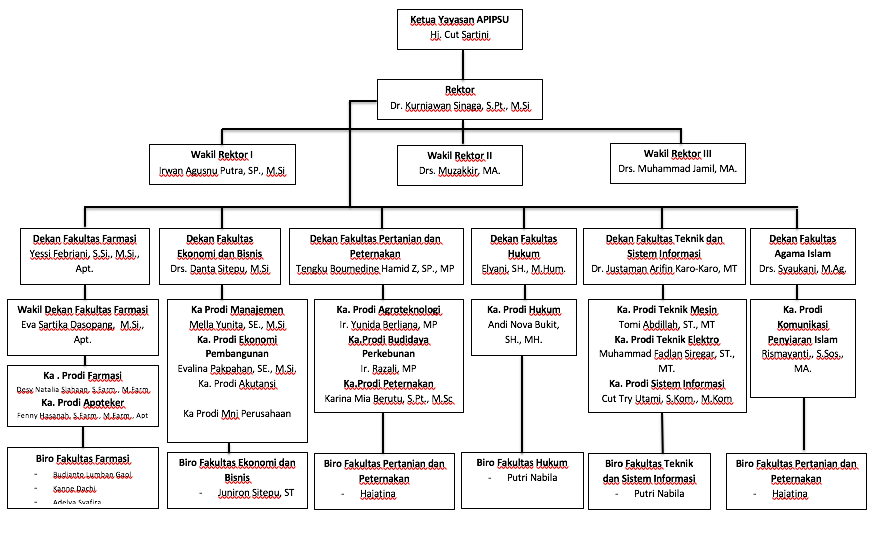 Ketua Yayasan APIPSU
Hj. Cut Sartini
Rektor
Dr. Kurniawan Sinaga, S.Pt., M.Si
Wakil Rektor I
Irwan Agusnu Putra, SP., M.Si
Wakil Rektor II
Drs. Muzakkir, MA.
Wakil Rektor III
Drs. Muhammad Jamil, MA.
Dekan Fakultas Farmasi
Yessi Febriani, S.Si., M.Si.,
Apt.
Dekan Fakultas
Ekonomi dan Bisnis
Drs. Danta Sitepu, M.Si
Dekan Fakultas Pertanian dan
Peternakan
Tengku Boumedine Hamid Z, SP., MP
Dekan Fakultas
Hukum
Elyani, SH., M.Hum.
Dekan Fakultas Teknik dan
Sistem Informasi
Dr. Justaman Arifin Karo-Karo, MT
Dekan Fakultas
Agama Islam
Drs. Syaukani, M.Ag.
Wakil Dekan Fakultas Farmasi
Eva Sartika Dasopang, M.Si.,
Apt.
Ka . Prodi Farmasi
Desy Natalia Siahaan, S.Farm., M.Farm
Ka. Prodi Apoteker
Fenny Hasanah, S.Farm., M.Farm., Apt
Ka Prodi Manajemen
Mella Yunita, SE., M.Si
Ka. Prodi Ekonomi
Pembangunan
Evalina Pakpahan, SE., M.Si
Ka. Prodi Akutansi
Ka Prodi Mnj Perusahaan
Ka. Prodi Agroteknologi
Ir. Yunida Berliana, MP
Ka.Prodi Budidaya
Perkebunan
Ir. Razali, MP
Ka.Prodi Peternakan
Karina Mia Berutu, S.Pt., M.Sc
Ka. Prodi Hukum
Andi Nova Bukit,
SH., MH.
Ka. Prodi Teknik Mesin
Tomi Abdillah, ST., MT
Ka. Prodi Teknik Elektro
Muhammad Fadlan Siregar, ST.,
MT.
Ka. Prodi Sistem Informasi
Cut Try Utami, S.Kom., M.Kom
Ka. Prodi
Komunikasi
Penyiaran Islam
Rismayanti., S.Sos.,
MA.
Biro Fakultas Farmasi
- Budianto Lumban Gaol
- Kanne Dachi
- Adelya Syafira
Biro Fakultas Ekonomi dan
Bisnis
- Juniron Sitepu, ST
Biro Fakultas Pertanian dan
Peternakan
- Hajatina
Biro Fakultas Hukum
- Putri Nabila
Biro Fakultas Teknik
dan Sistem Informasi
- Putri Nabila
Biro Fakultas Pertanian dan
Peternakan
- Hajatina